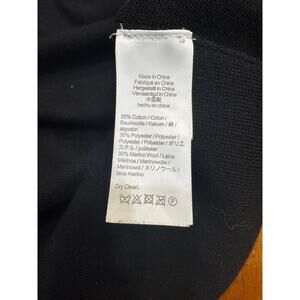 Made in China
Fabriqué en Chine
Hergestellt in China
Vervaardigd in China
中国製
hecho en China
35% Cotton / Coton /
Baumwolle / Katoen / 綿 /
algodón
35% Polyester / Polyester /
Polyester / Polyester / ポリエ
ステル / poliéster
30% Merino Wool / Laine
Mérinos / Merinowolle /
Merinowol / メリノウール /
lana merino
Dry Clean